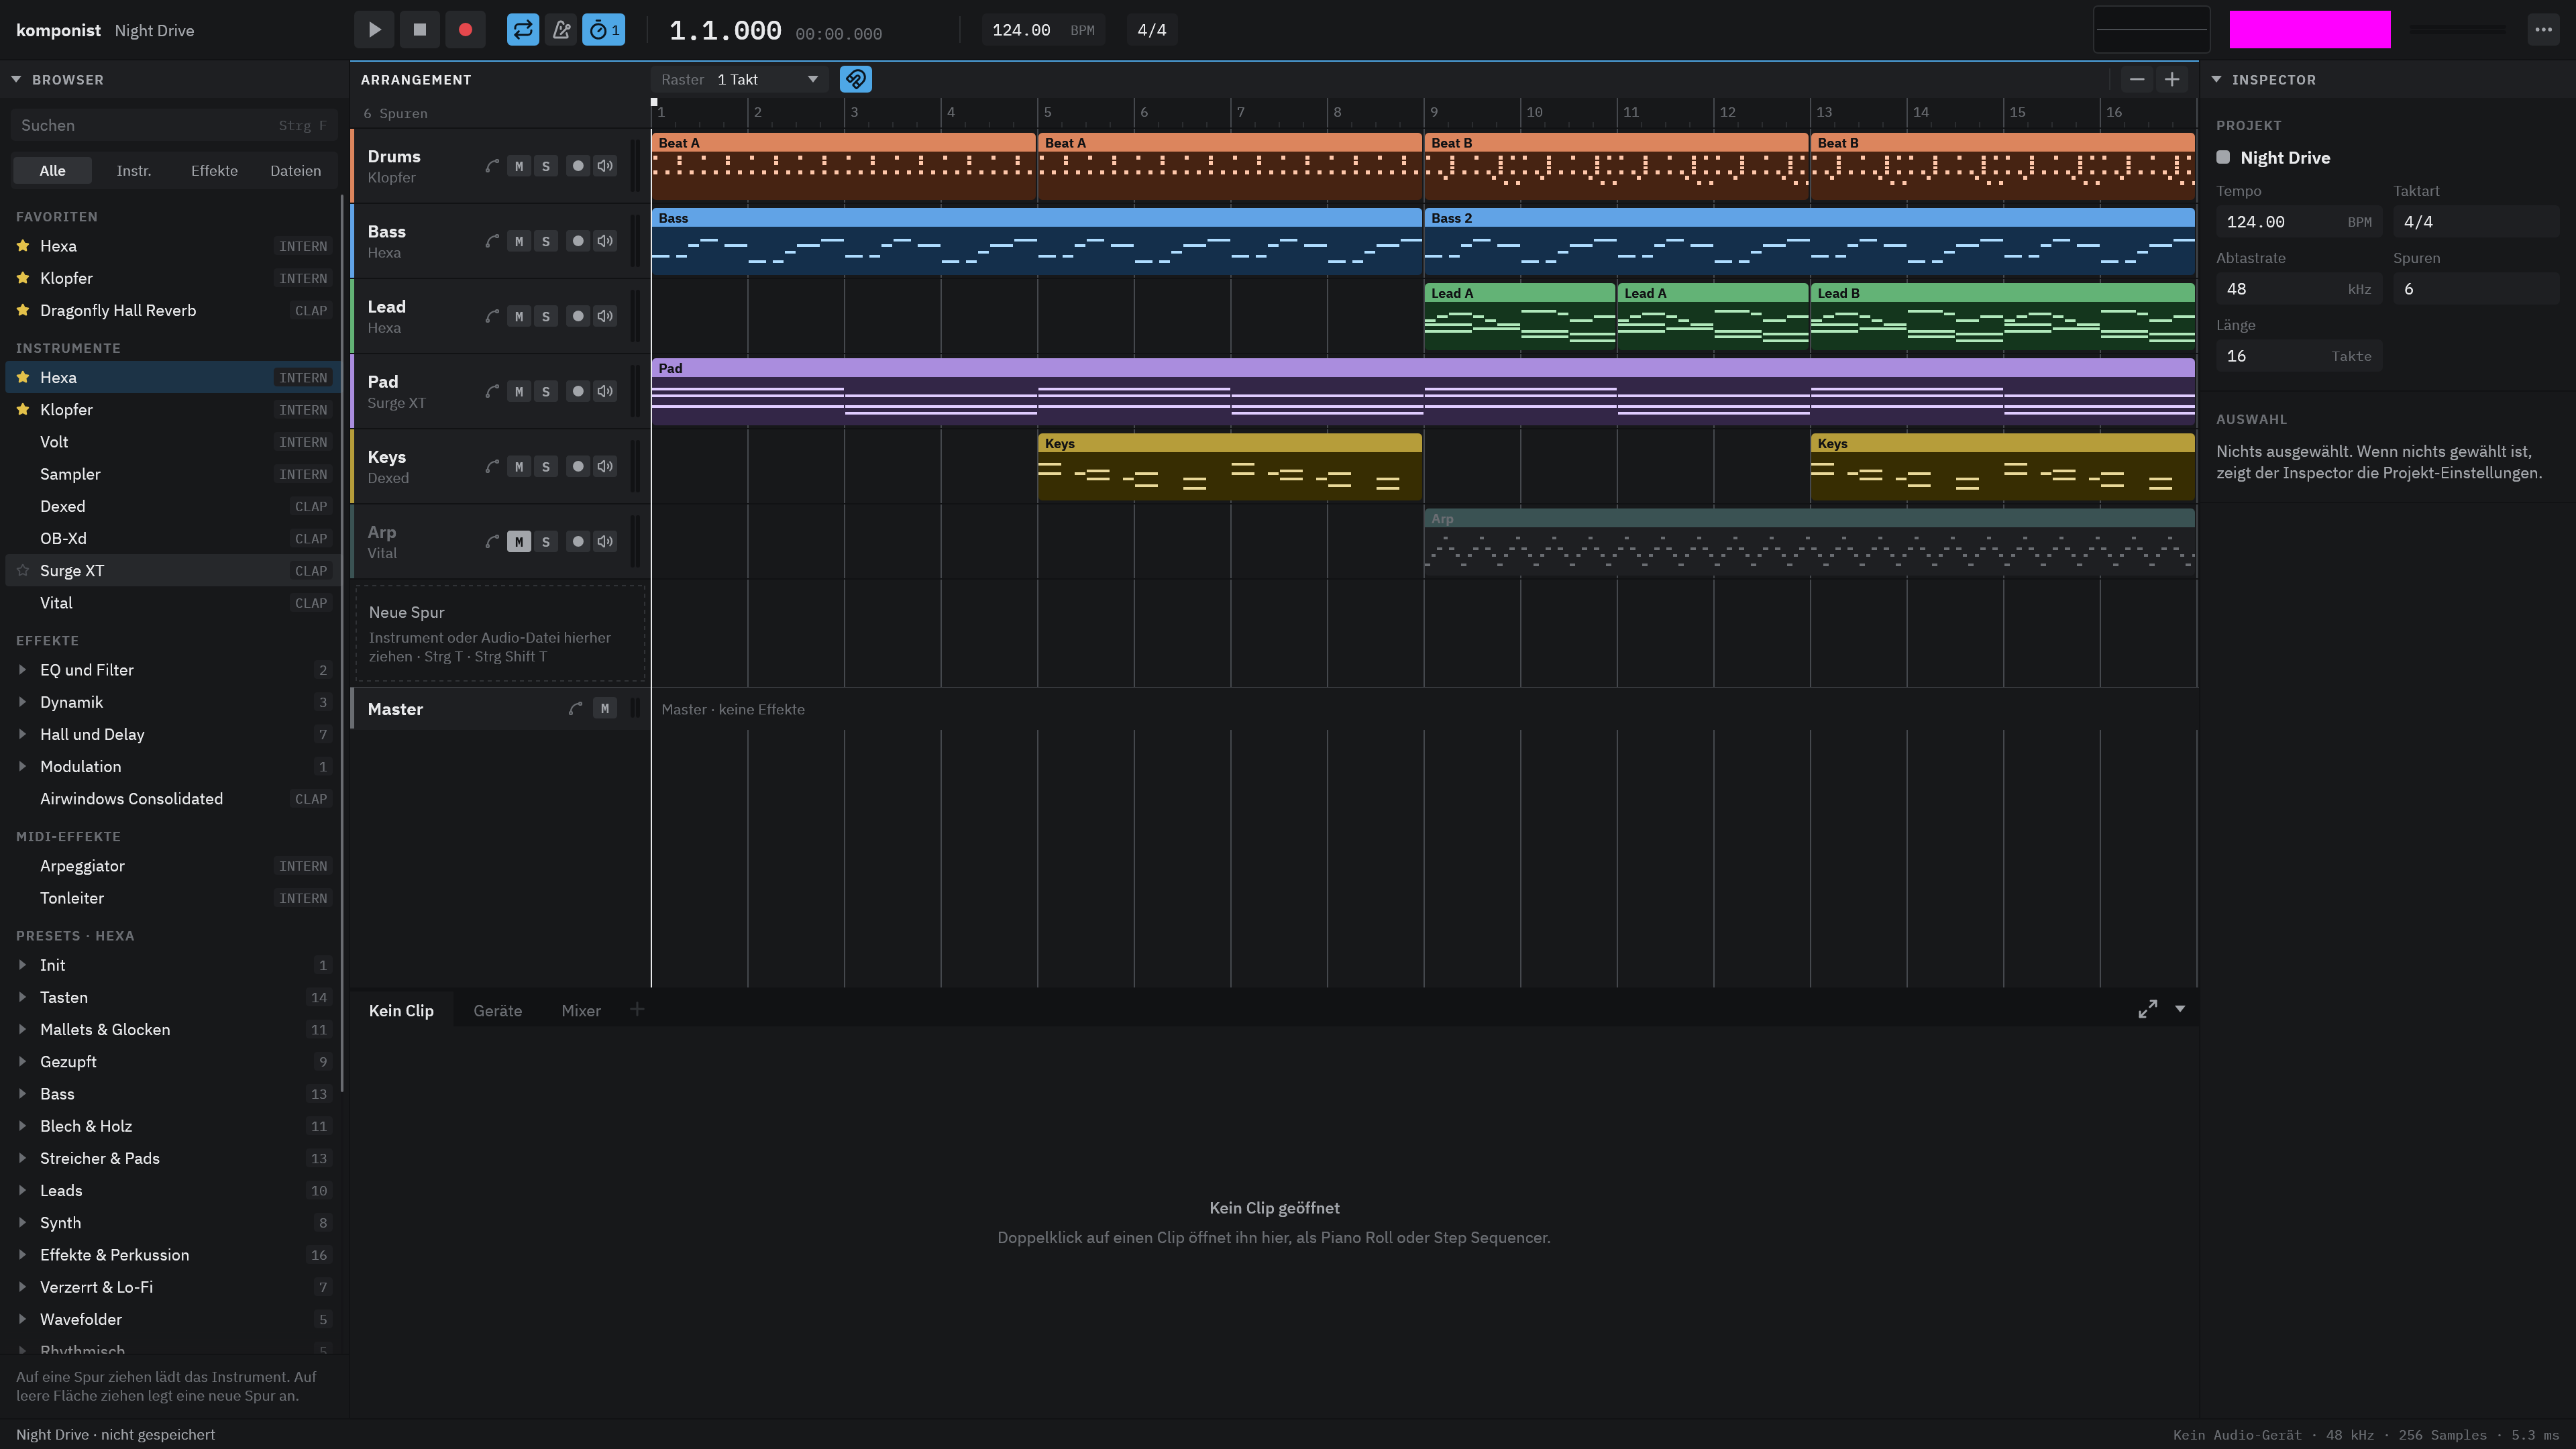 komponist Night Drive
1
1.1.000 00:00.000
124.00 BPM
4/4
BROWSER
Suchen Strg F
Alle Instr. Effekte Dateien
FAVORITEN
Hexa INTERN
Klopfer INTERN
Dragonfly Hall Reverb CLAP
INSTRUMENTE
Hexa INTERN
Klopfer INTERN
Volt INTERN
Sampler INTERN
Dexed CLAP
OB-Xd CLAP
Surge XT CLAP
Vital CLAP
EFFEKTE
EQ und Filter 2
Dynamik 3
Hall und Delay 7
Modulation 1
Airwindows Consolidated CLAP
MIDI-EFFEKTE
Arpeggiator INTERN
Tonleiter INTERN
PRESETS · HEXA
Init 1
Tasten 14
Mallets & Glocken 11
Gezupft 9
Bass 13
Blech & Holz 11
Streicher & Pads 13
Leads 10
Synth 8
Effekte & Perkussion 16
Verzerrt & Lo-Fi 7
Wavefolder 5
Rhythmisch 5
Auf eine Spur ziehen lädt das Instrument. Auf
leere Fläche ziehen legt eine neue Spur an.
ARRANGEMENT
Raster 1 Takt
6 Spuren
1 2 3 4 5 6 7 8 9 10 11 12 13 14 15 16
Drums
Klopfer
M S
Beat A Beat A Beat B Beat B
Bass
Hexa
M S
Bass Bass 2
Lead
Hexa
M S
Lead A Lead A Lead B
Pad
Surge XT
M S
Pad
Keys
Dexed
M S
Keys Keys
Arp
Vital
M S
Arp
Neue Spur
Instrument oder Audio-Datei hierher
ziehen · Strg T · Strg Shift T
Master M
Master · keine Effekte
Kein Clip Geräte Mixer
Kein Clip geöffnet
Doppelklick auf einen Clip öffnet ihn hier, als Piano Roll oder Step Sequencer.
INSPECTOR
PROJEKT
Night Drive
Tempo Taktart
124.00 BPM 4/4
Abtastrate Spuren
48 kHz 6
Länge
16 Takte
AUSWAHL
Nichts ausgewählt. Wenn nichts gewählt ist,
zeigt der Inspector die Projekt-Einstellungen.
Night Drive · nicht gespeichert
Kein Audio-Gerät · 48 kHz · 256 Samples · 5.3 ms